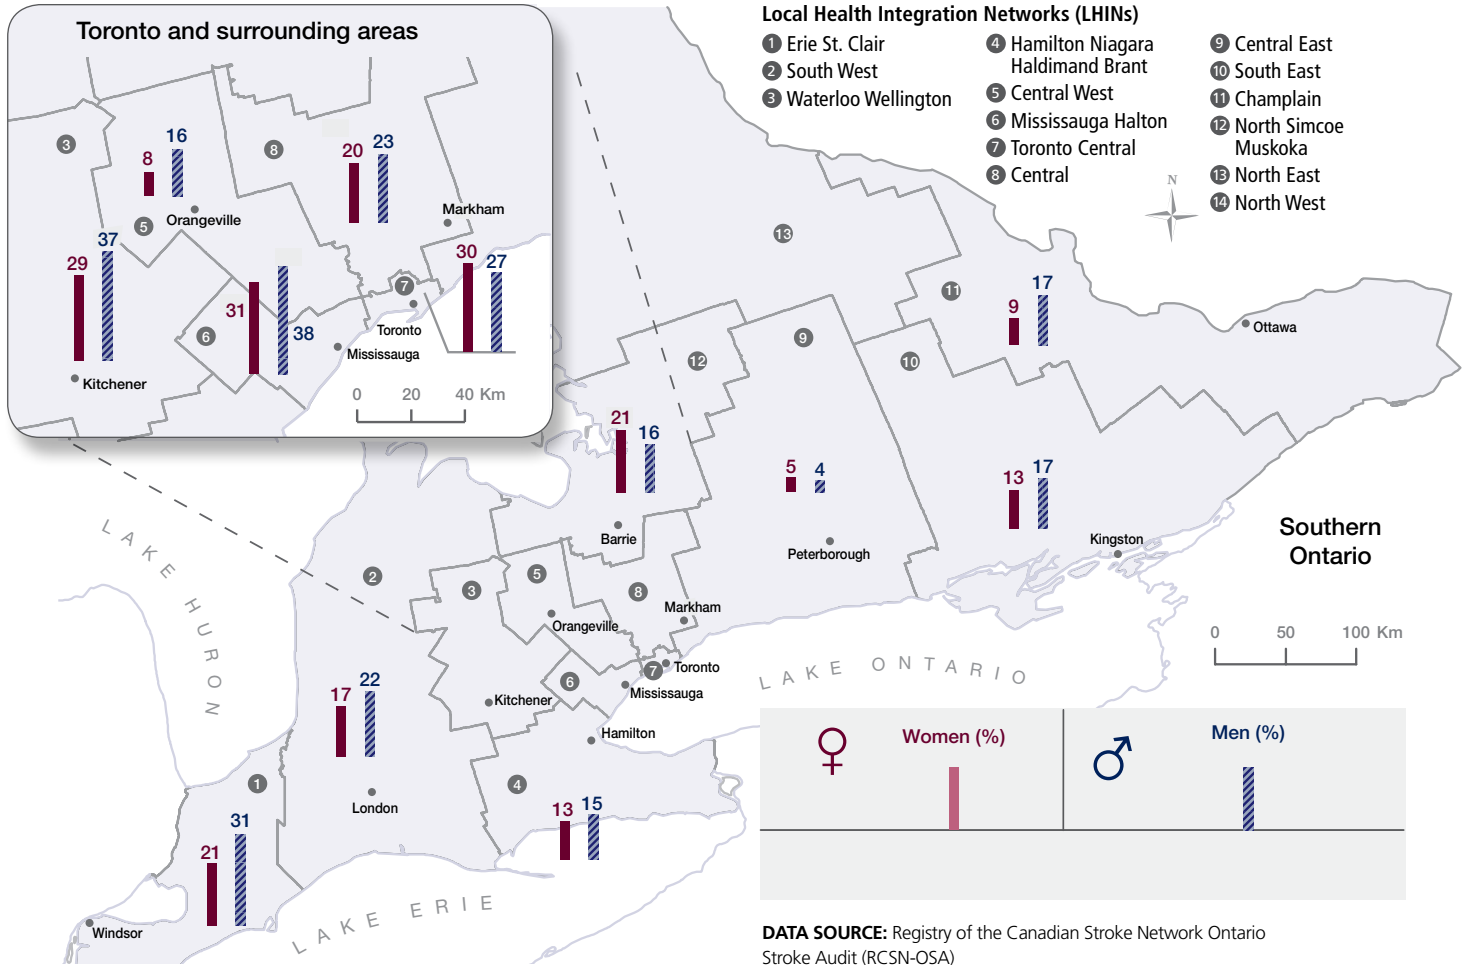 Toronto and surrounding areas
3
8
16
5
Orangeville
8
20
23
Markham
29
37
Kitchener
6
31
38
7
Toronto
Mississauga
30
27
0 20 40 Km
Local Health Integration Networks (LHINs)
1 Erie St. Clair
2 South West
3 Waterloo Wellington
4 Hamilton Niagara
Haldimand Brant
5 Central West
6 Mississauga Halton
7 Toronto Central
8 Central
9 Central East
10 South East
11 Champlain
12 North Simcoe
Muskoka
13 North East
14 North West
N
13
11
9
17
Ottawa
12
9
10
21
16
5
4
13
17
Barrie
Peterborough
Kingston
Southern
Ontario
0 50 100 Km
LAKE HURON
2
3
5
8
Orangeville
Markham
7
Toronto
6
Mississauga
Kitchener
Hamilton
LAKE ONTARIO
17
22
London
1
4
13
15
21
31
Windsor
LAKE ERIE
Women (%)
Men (%)
DATA SOURCE: Registry of the Canadian Stroke Network Ontario
Stroke Audit (RCSN-OSA)